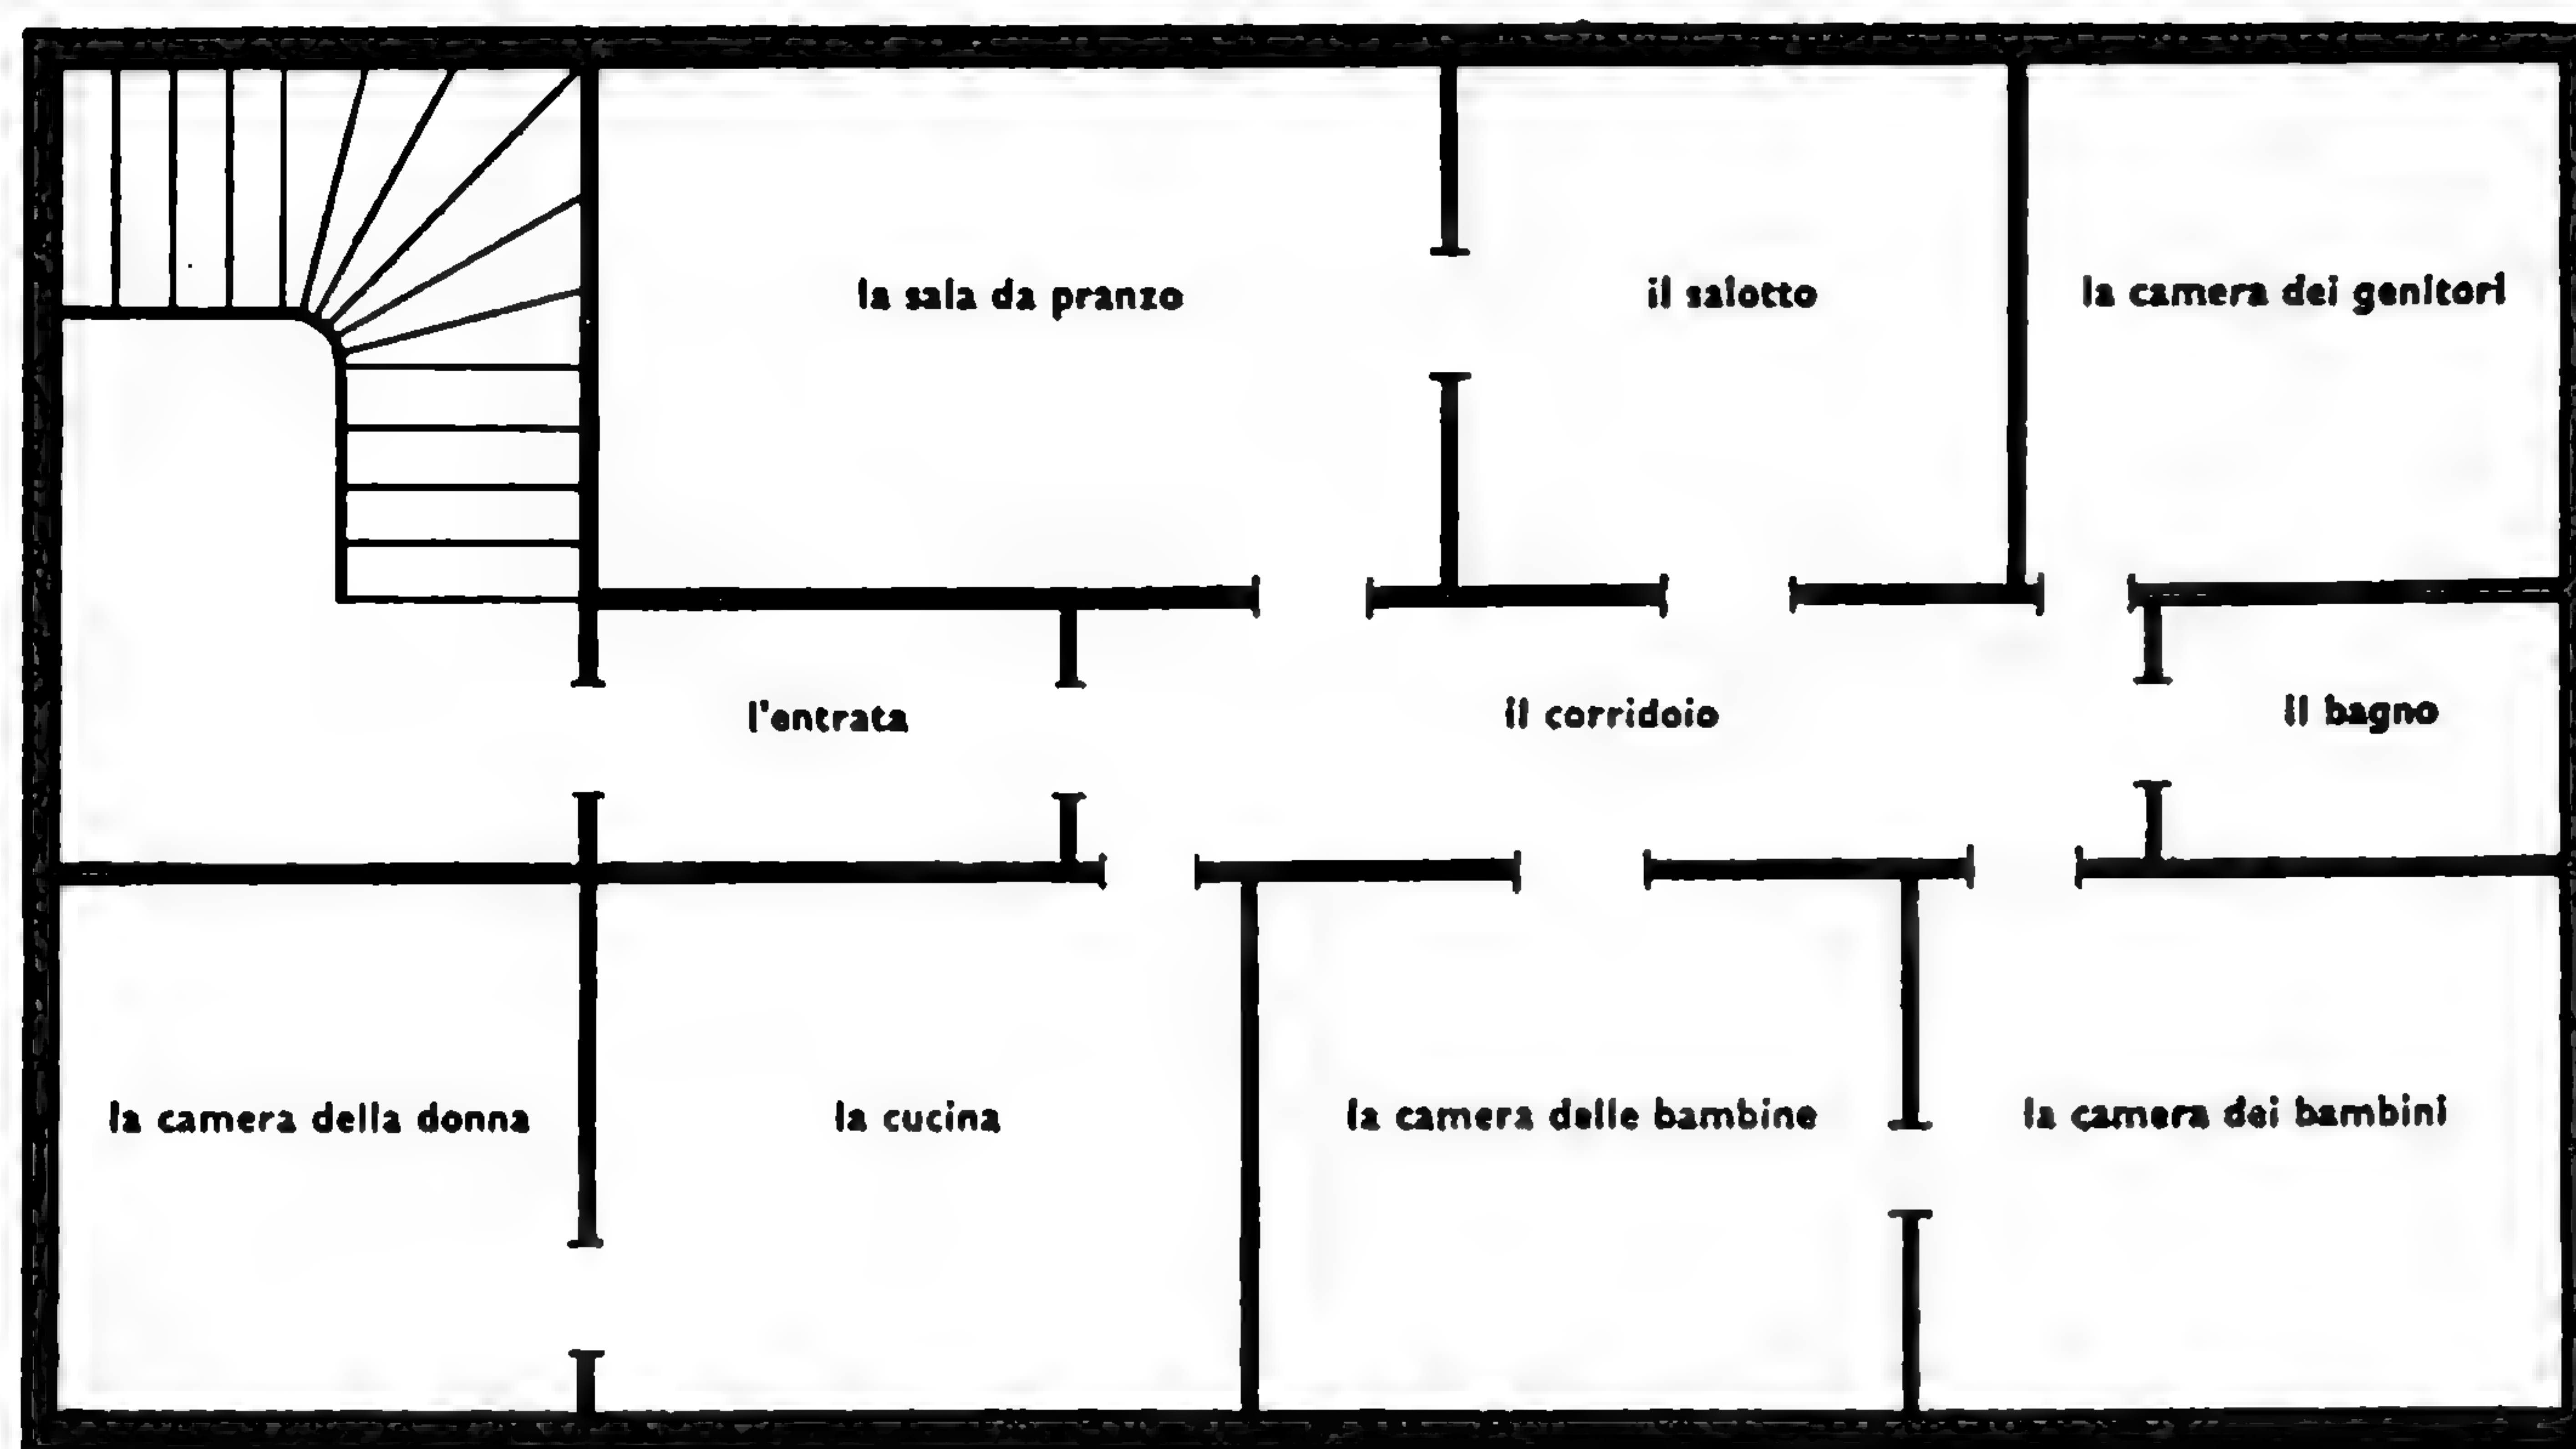 la sala da pranzo
il salotto
la camera dei genitori
l'entrata
il corridoio
il bagno
la camera della donna
la cucina
la camera delle bambine
la camera dei bambini